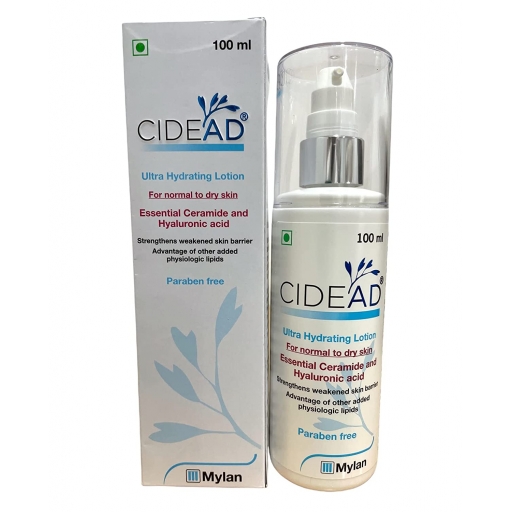 100 ml
CIDEAD®
Ultra Hydrating Lotion
For normal to dry skin
Essential Ceramide and
Hyaluronic acid
Strengthens weakened skin barrier
Advantage of other added
physiologic lipids
Paraben free
Mylan
100 ml
CIDEAD®
Ultra Hydrating Lotion
For normal to dry skin
Essential Ceramide and
Hyaluronic acid
Strengthens weakened skin barrier
Advantage of other added
physiologic lipids
Paraben free
Mylan